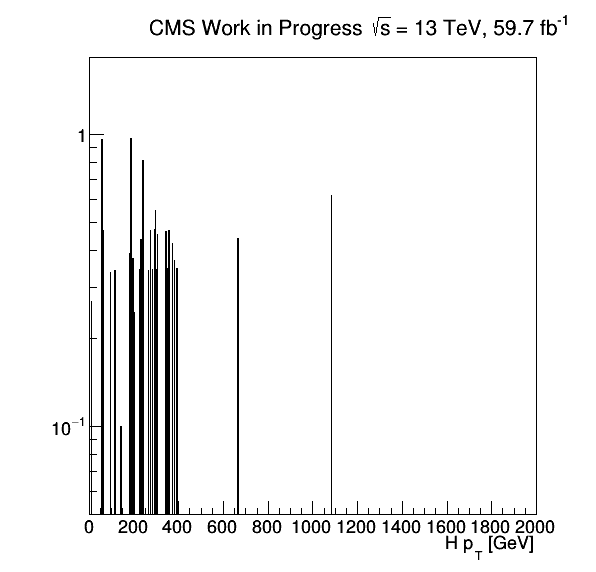 CMS Work in Progress √s = 13 TeV, 59.7 fb⁻¹
1
10⁻¹
0 200 400 600 800 1000 1200 1400 1600 1800 2000
H p_T [GeV]